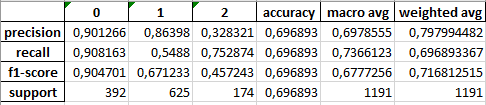 0 1 2 accuracy macro avg weighted avg
precision 0,901266 0,86398 0,328321 0,696893 0,6978555 0,797994482
recall 0,908163 0,5488 0,752874 0,696893 0,7366123 0,696893367
f1-score 0,904701 0,671233 0,457243 0,696893 0,6777256 0,716812515
support 392 625 174 0,696893 1191 1191